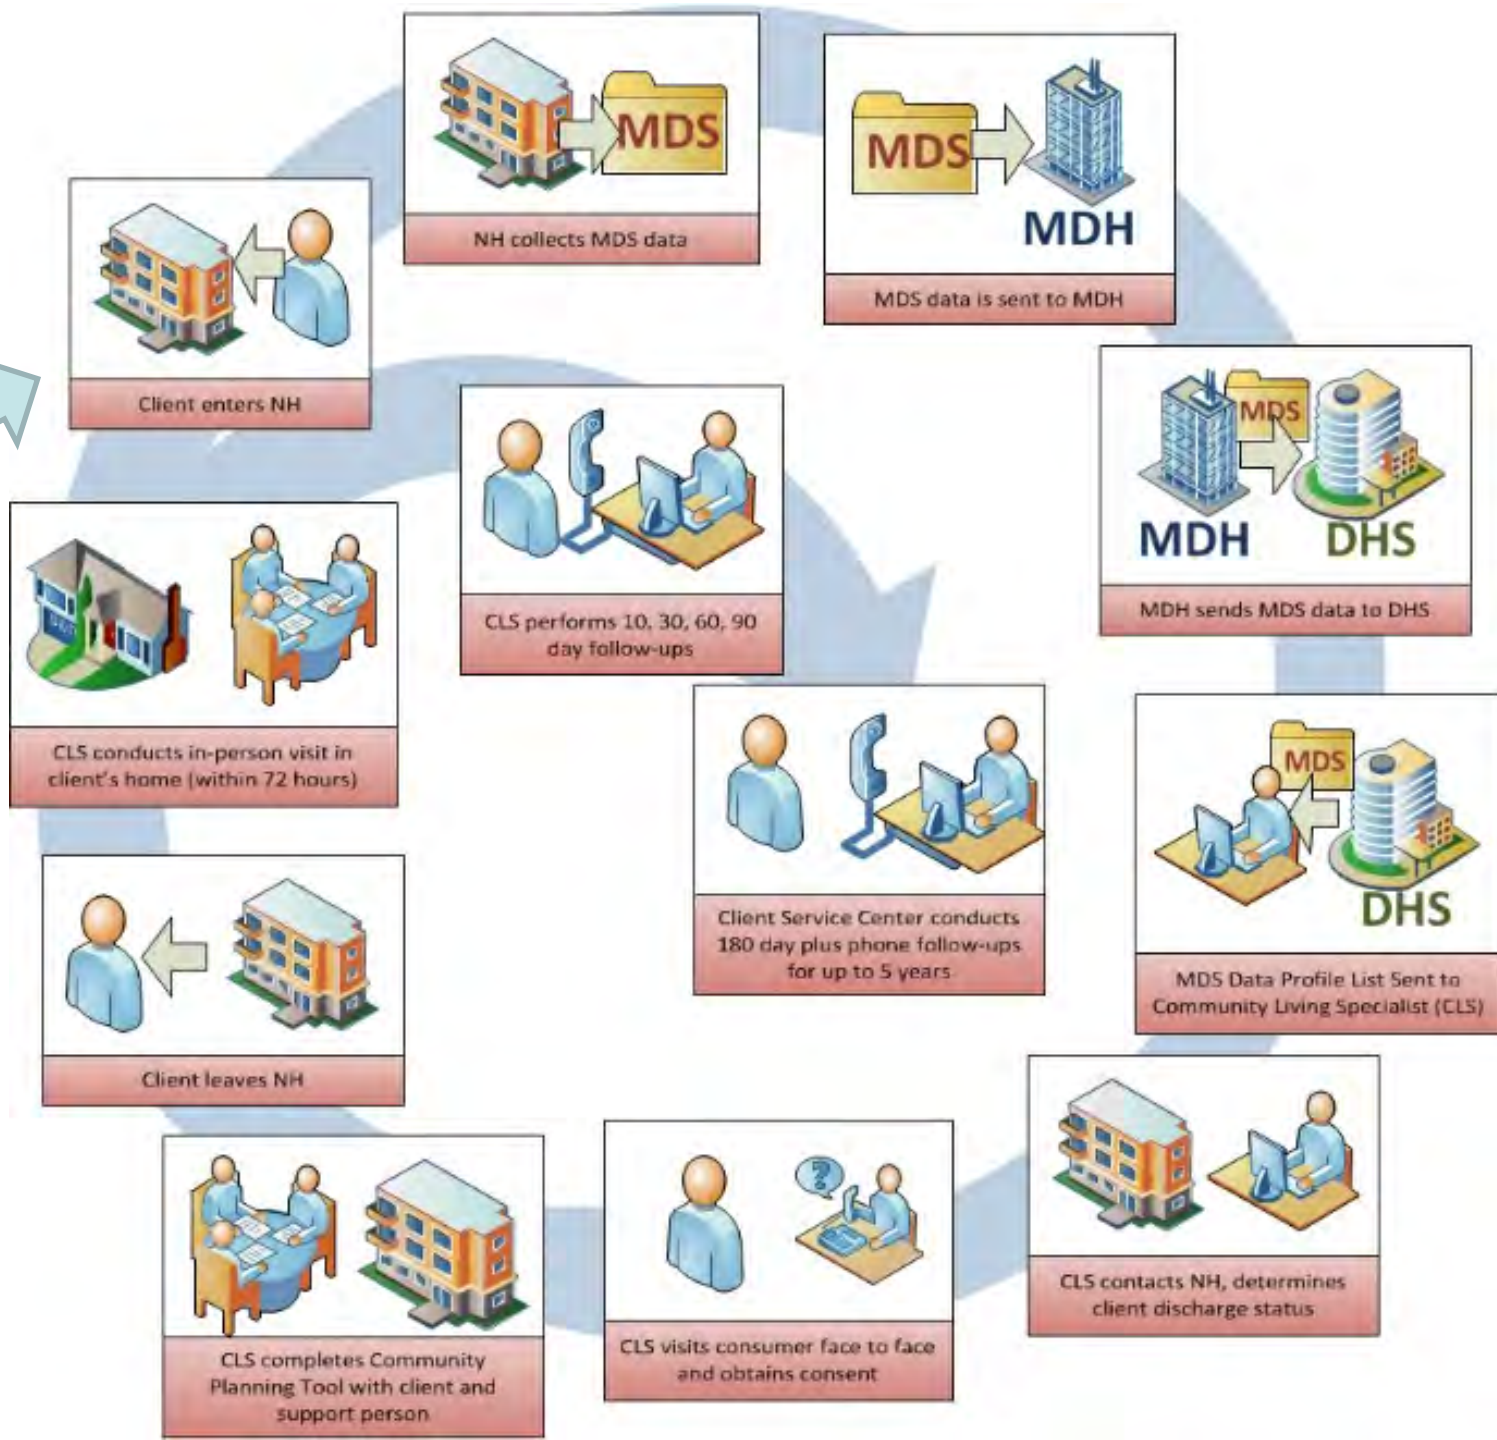 Client enters NH
MDS
NH collects MDS data
MDS
MDH
MDS data is sent to MDH
MDS
MDH
DHS
MDH sends MDS data to DHS
MDS
DHS
MDS Data Profile List Sent to
Community Living Specialist (CLS)
CLS contacts NH, determines
client discharge status
?
CLS visits consumer face to face
and obtains consent
CLS completes Community
Planning Tool with client and
support person
Client leaves NH
CLS conducts in-person visit in
client's home (within 72 hours)
CLS performs 10, 30, 60, 90
day follow-ups
Client Service Center conducts
180 day plus phone follow-ups
for up to 5 years